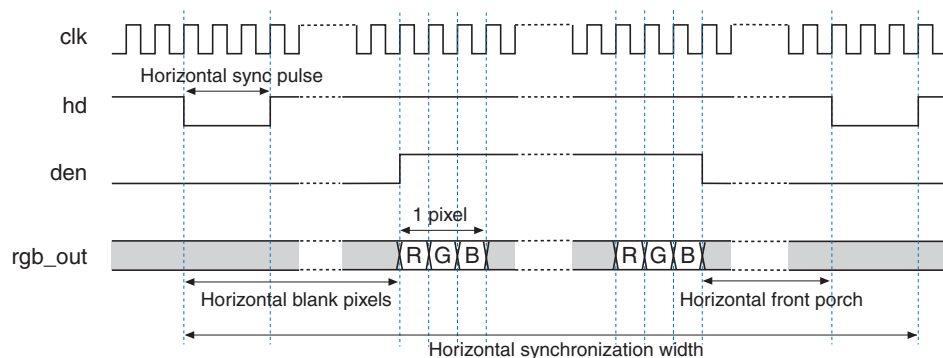 clk
Horizontal sync pulse
hd
den
1 pixel
rgb_out R G B R G B
Horizontal blank pixels Horizontal front porch
Horizontal synchronization width